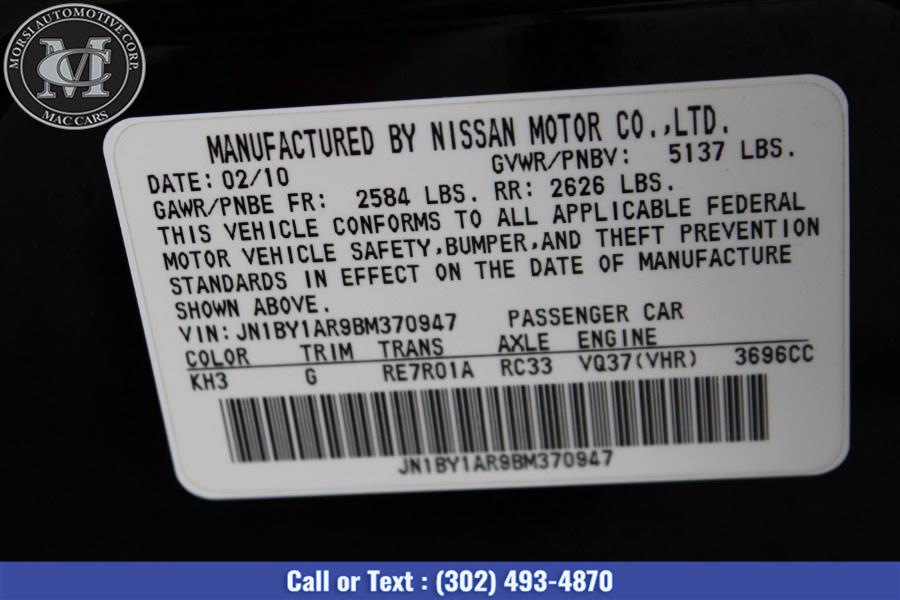 MORSI AUTOMOTIVE CORP.
MC
MAC CARS
MANUFACTURED BY NISSAN MOTOR CO.,LTD.
DATE: 02/10 GVWR/PNBV: 5137 LBS.
GAWR/PNBE FR: 2584 LBS. RR: 2626 LBS.
THIS VEHICLE CONFORMS TO ALL APPLICABLE FEDERAL
MOTOR VEHICLE SAFETY,BUMPER,AND THEFT PREVENTION
STANDARDS IN EFFECT ON THE DATE OF MANUFACTURE
SHOWN ABOVE.
VIN:JN1BY1AR9BM370947 PASSENGER CAR
COLOR TRIM TRANS AXLE ENGINE
KH3 G RE7R01A RC33 VQ37(VHR) 3696CC
JN1BY1AR9BM370947
Call or Text : (302) 493-4870